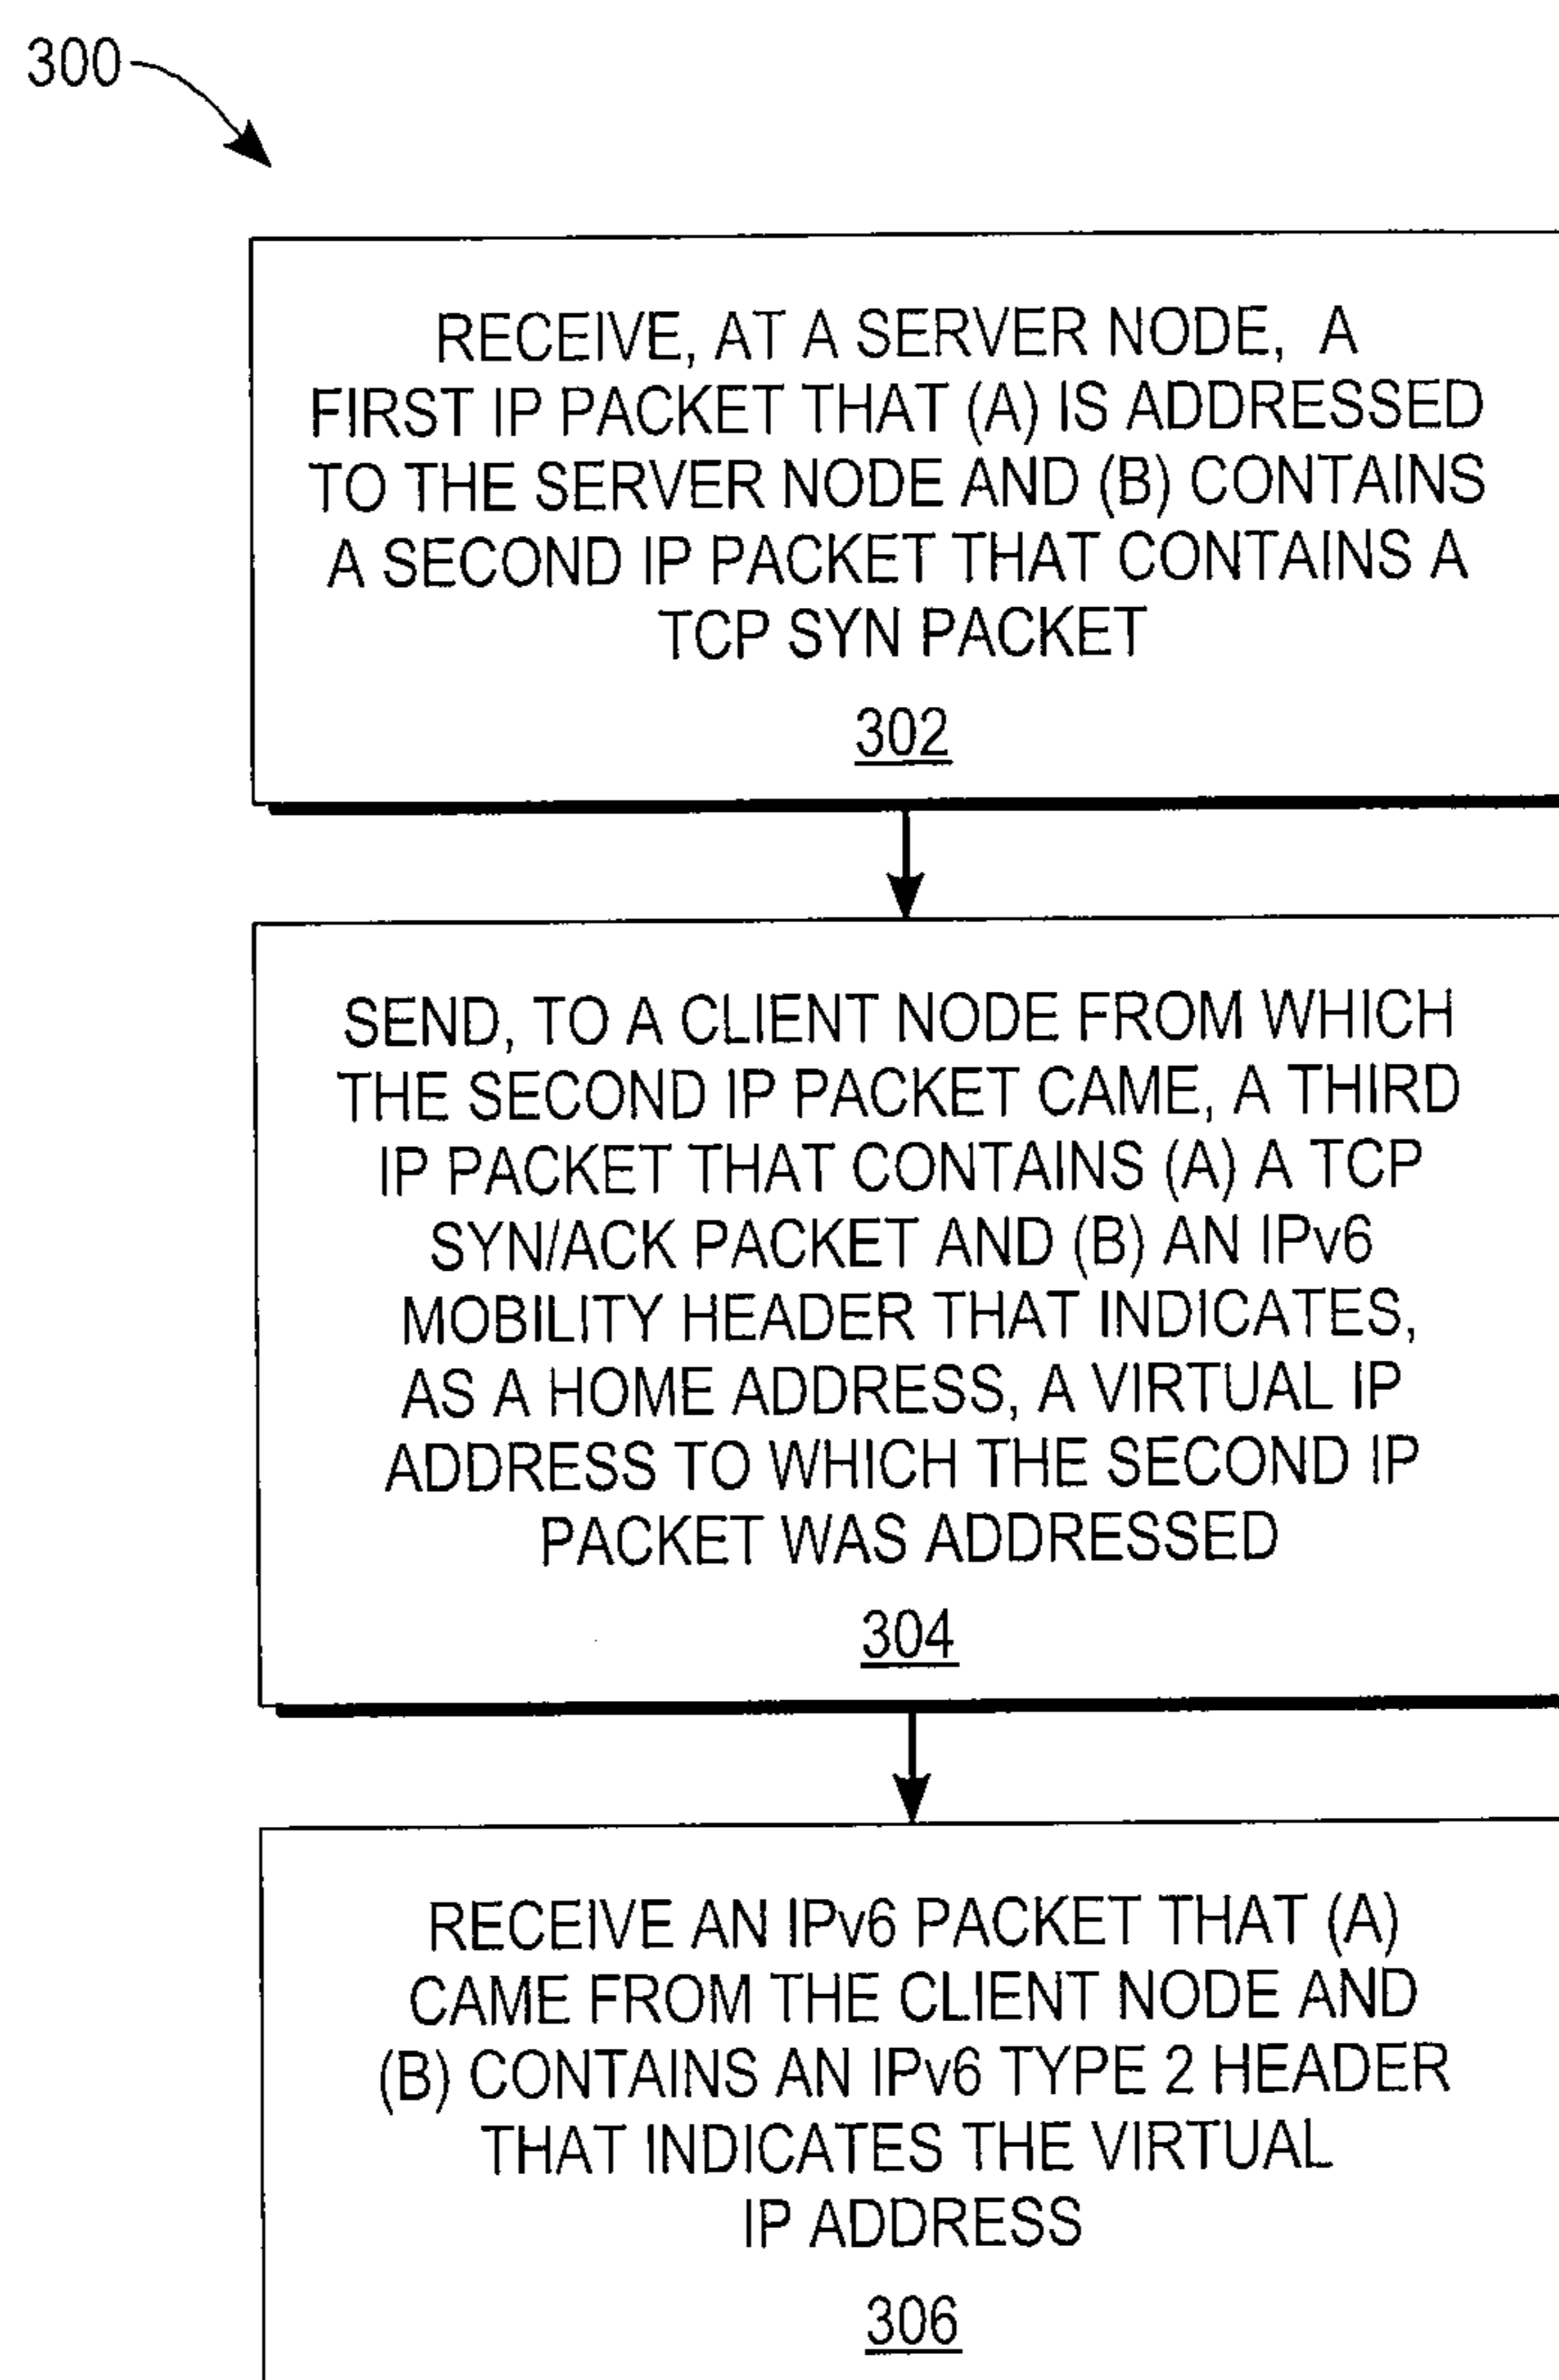 300
RECEIVE, AT A SERVER NODE, A
FIRST IP PACKET THAT (A) IS ADDRESSED
TO THE SERVER NODE AND (B) CONTAINS
A SECOND IP PACKET THAT CONTAINS A
TCP SYN PACKET
302
SEND, TO A CLIENT NODE FROM WHICH
THE SECOND IP PACKET CAME, A THIRD
IP PACKET THAT CONTAINS (A) A TCP
SYN/ACK PACKET AND (B) AN IPv6
MOBILITY HEADER THAT INDICATES,
AS A HOME ADDRESS, A VIRTUAL IP
ADDRESS TO WHICH THE SECOND IP
PACKET WAS ADDRESSED
304
RECEIVE AN IPv6 PACKET THAT (A)
CAME FROM THE CLIENT NODE AND
(B) CONTAINS AN IPv6 TYPE 2 HEADER
THAT INDICATES THE VIRTUAL
IP ADDRESS
306